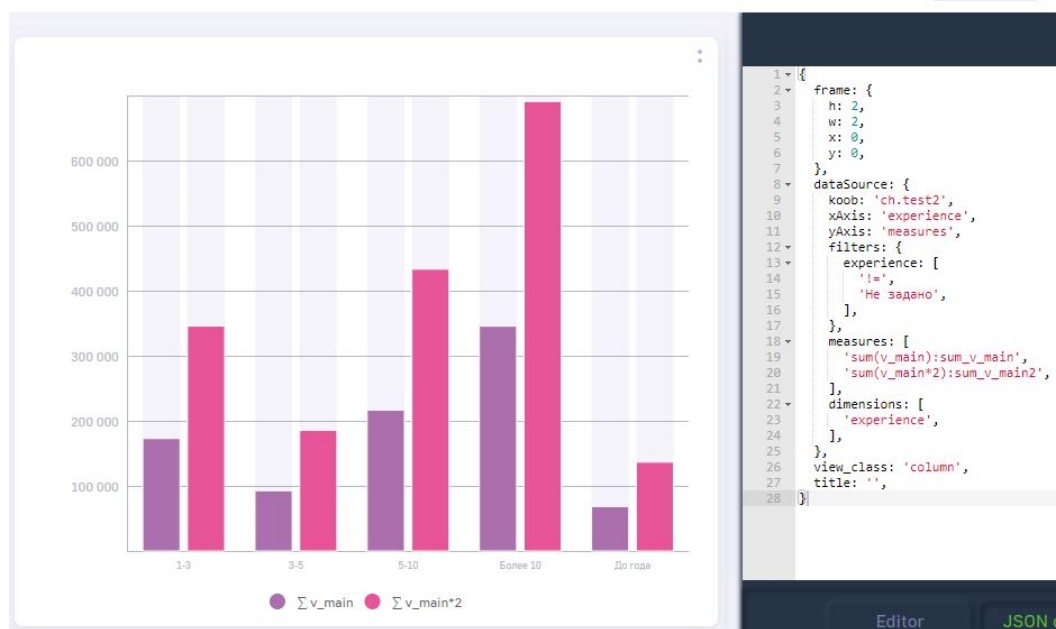 600 000
500 000
400 000
300 000
200 000
100 000
1-3
3-5
5-10
Более 10
До года
∑ v_main
∑ v_main*2
1 {
2 frame: {
3 h: 2,
4 w: 2,
5 x: 0,
6 y: 0,
7 },
8 dataSource: {
9 koob: 'ch.test2',
10 xAxis: 'experience',
11 yAxis: 'measures',
12 filters: {
13 experience: [
14 '!=',
15 'Не задано',
16 ],
17 },
18 measures: [
19 'sum(v_main):sum_v_main',
20 'sum(v_main*2):sum_v_main2',
21 ],
22 dimensions: [
23 'experience',
24 ],
25 },
26 view_class: 'column',
27 title: '',
28 }
Editor
JSON